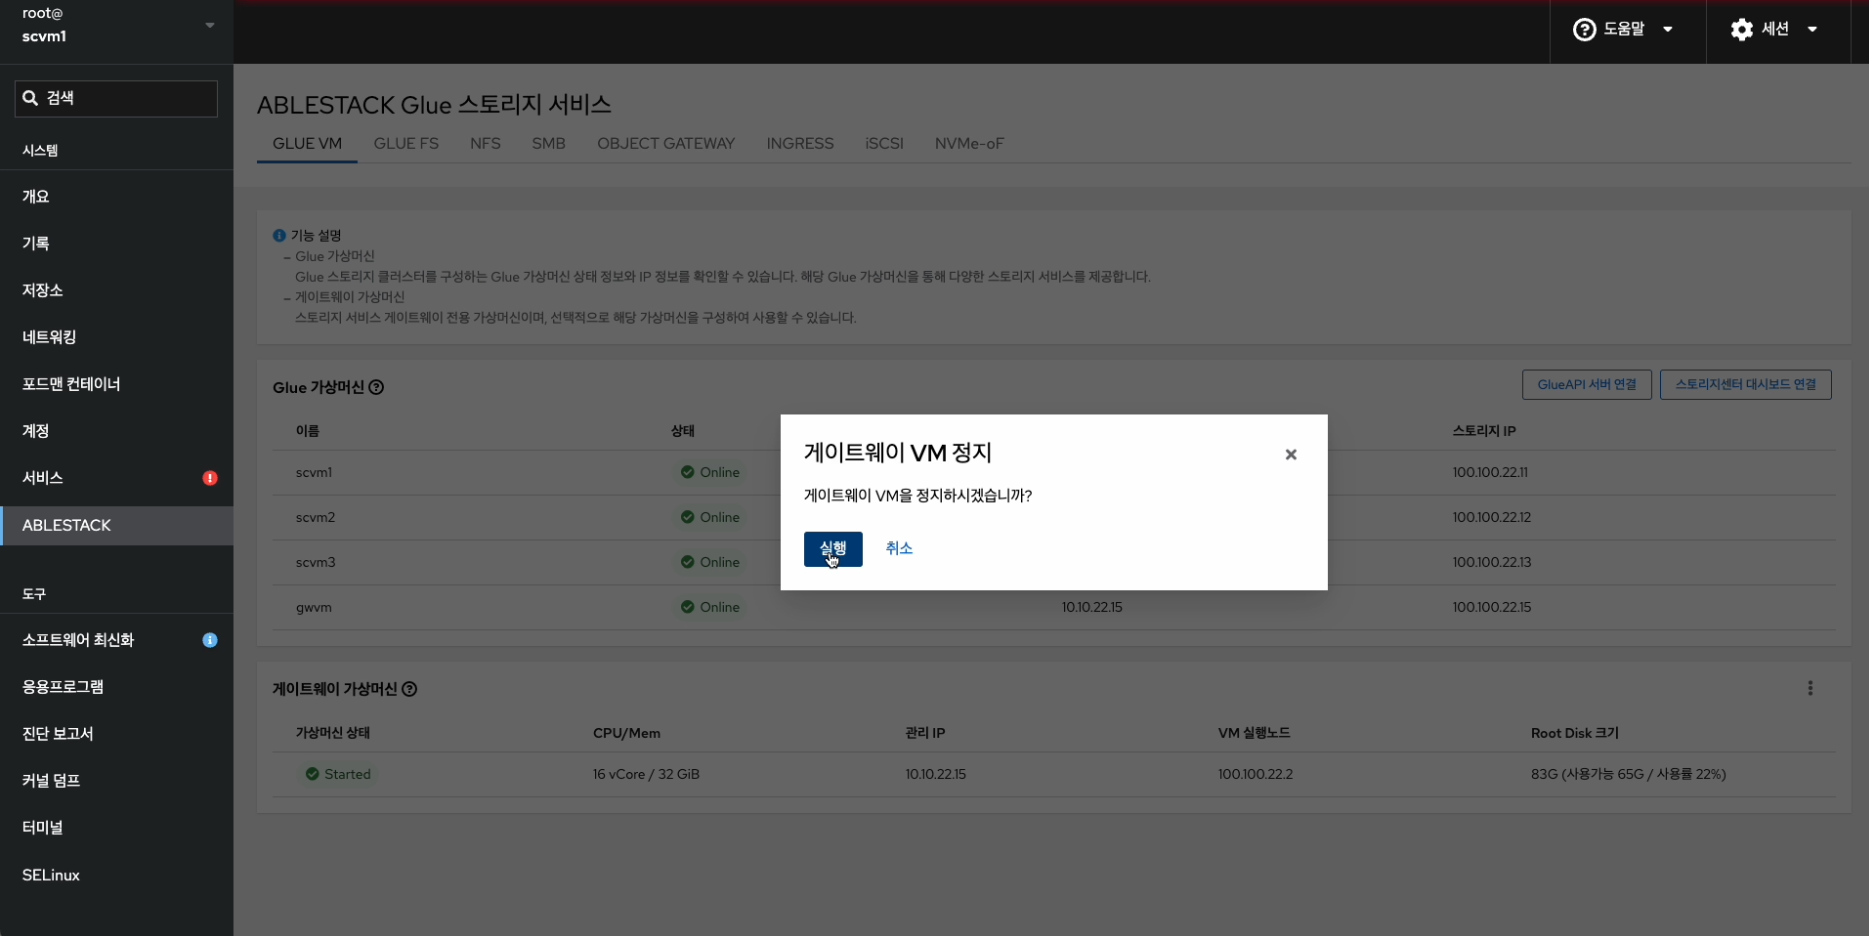 root@
scvm1
도움말
세션
검색
시스템
개요
기록
저장소
네트워킹
포드맨 컨테이너
계정
서비스
ABLESTACK
도구
소프트웨어 최신화
응용프로그램
진단 보고서
커널 덤프
터미널
SELinux
ABLESTACK Glue 스토리지 서비스
GLUE VM GLUE FS NFS SMB OBJECT GATEWAY INGRESS iSCSI NVMe-oF
기능 설명
– Glue 가상머신
Glue 스토리지 클러스터를 구성하는 Glue 가상머신 상태 정보와 IP 정보를 확인할 수 있습니다. 해당 Glue 가상머신을 통해 다양한 스토리지 서비스를 제공합니다.
– 게이트웨이 가상머신
스토리지 서비스 게이트웨이 전용 가상머신이며, 선택적으로 해당 가상머신을 구성하여 사용할 수 있습니다.
Glue 가상머신
GlueAPI 서버 연결 스토리지센터 대시보드 연결
이름 상태 스토리지 IP
scvm1 Online 100.100.22.11
scvm2 Online 100.100.22.12
scvm3 Online 100.100.22.13
gwvm Online 10.10.22.15 100.100.22.15
게이트웨이 VM 정지
게이트웨이 VM을 정지하시겠습니까?
실행 취소
게이트웨이 가상머신
가상머신 상태 CPU/Mem 관리 IP VM 실행노드 Root Disk 크기
Started 16 vCore / 32 GiB 10.10.22.15 100.100.22.2 83G (사용가능 65G / 사용률 22%)